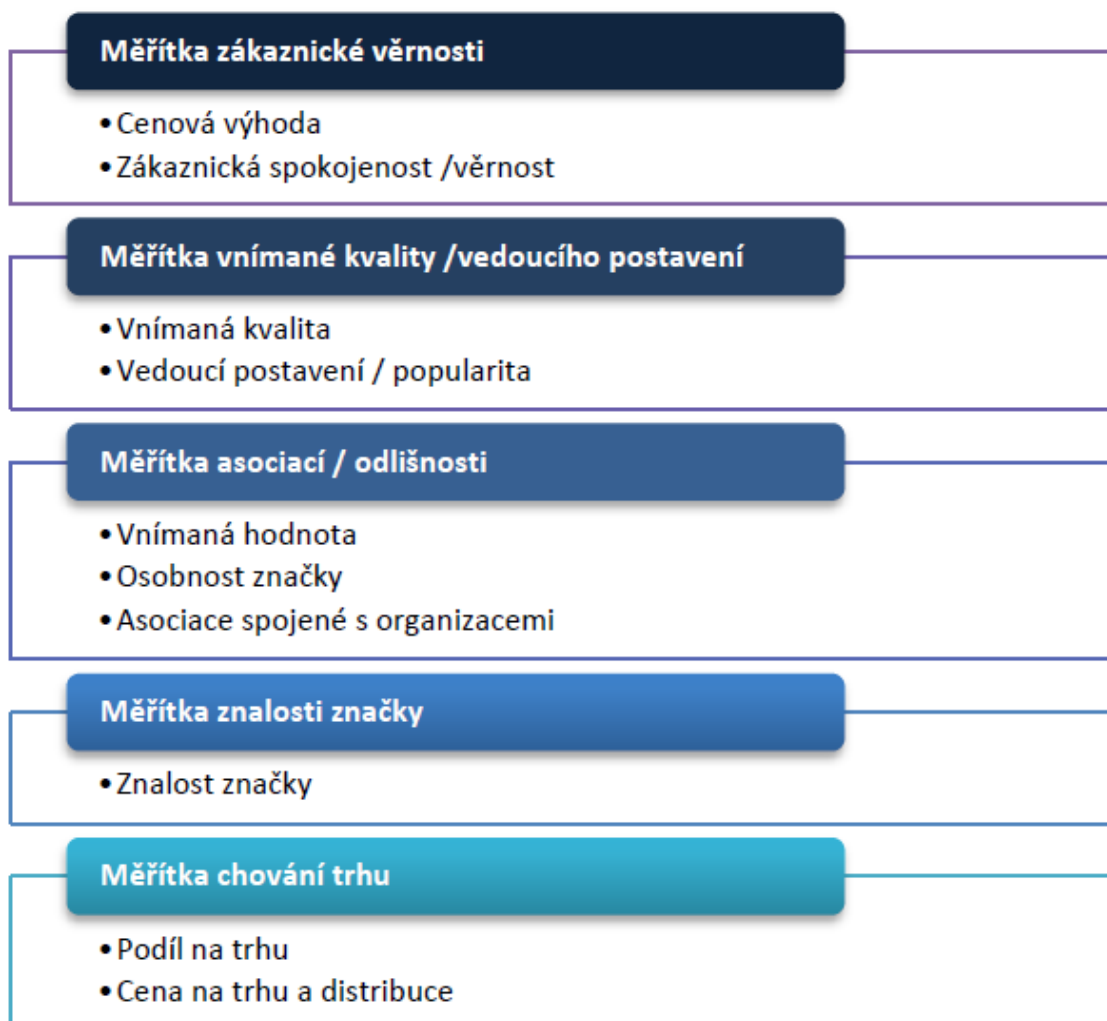 Měřítka zákaznické věrnosti
• Cenová výhoda
• Zákaznická spokojenost /věrnost
Měřítka vnímané kvality /vedoucího postavení
• Vnímaná kvalita
• Vedoucí postavení / popularita
Měřítka asociací / odlišnosti
• Vnímaná hodnota
• Osobnost značky
• Asociace spojené s organizacemi
Měřítka znalosti značky
• Znalost značky
Měřítka chování trhu
• Podíl na trhu
• Cena na trhu a distribuce